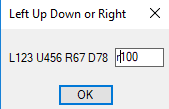 Left Up Down or Right
L123 U456 R67 D78 r100
OK